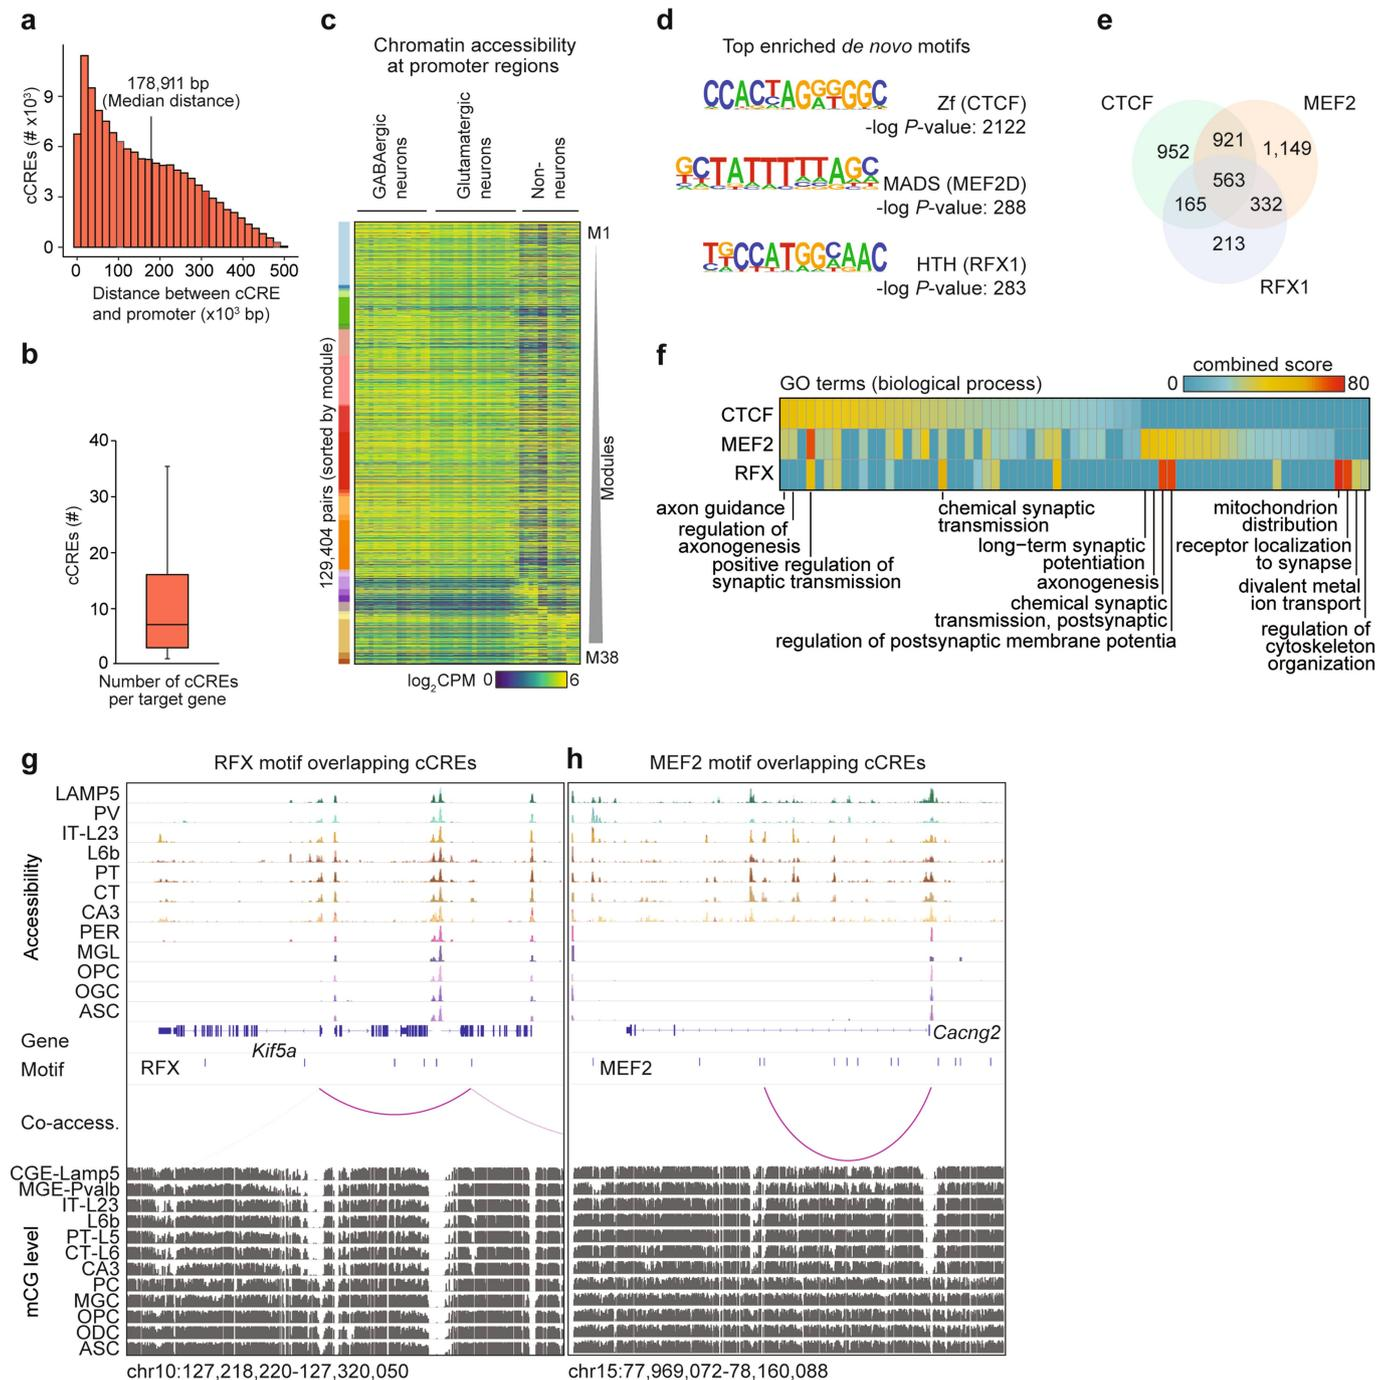 a
178,911 bp
(Median distance)
cCREs (# x10³)
9
6
3
0
0 100 200 300 400 500
Distance between cCRE
and promoter (x10³ bp)
b
cCREs (#)
40
30
20
10
0
Number of cCREs
per target gene
c
Chromatin accessibility
at promoter regions
GABAergic
neurons
Glutamatergic
neurons
Non-
neurons
129,404 pairs (sorted by module)
M1
Modules
M38
log₂CPM 0 6
d
Top enriched de novo motifs
Zf (CTCF)
-log P-value: 2122
MADS (MEF2D)
-log P-value: 288
HTH (RFX1)
-log P-value: 283
e
CTCF MEF2
952 921 1,149
563
165 332
213
RFX1
f
GO terms (biological process)
combined score
0 80
CTCF
MEF2
RFX
axon guidance
regulation of
axonogenesis
positive regulation of
synaptic transmission
chemical synaptic
transmission
long-term synaptic
potentiation
axonogenesis
chemical synaptic
transmission, postsynaptic
regulation of postsynaptic membrane potentia
mitochondrion
distribution
receptor localization
to synapse
divalent metal
ion transport
regulation of
cytoskeleton
organization
g
RFX motif overlapping cCREs
Accessibility
LAMP5
PV
IT-L23
L6b
PT
CT
CA3
PER
MGL
OPC
OGC
ASC
Gene
Kif5a
Motif
RFX
Co-access.
mCG level
CGE-Lamp5
MGE-Pvalb
IT-L23
L6b
PT-L5
CT-L6
CA3
PC
MGC
OPC
ODC
ASC
chr10:127,218,220-127,320,050
h
MEF2 motif overlapping cCREs
Cacng2
MEF2
chr15:77,969,072-78,160,088